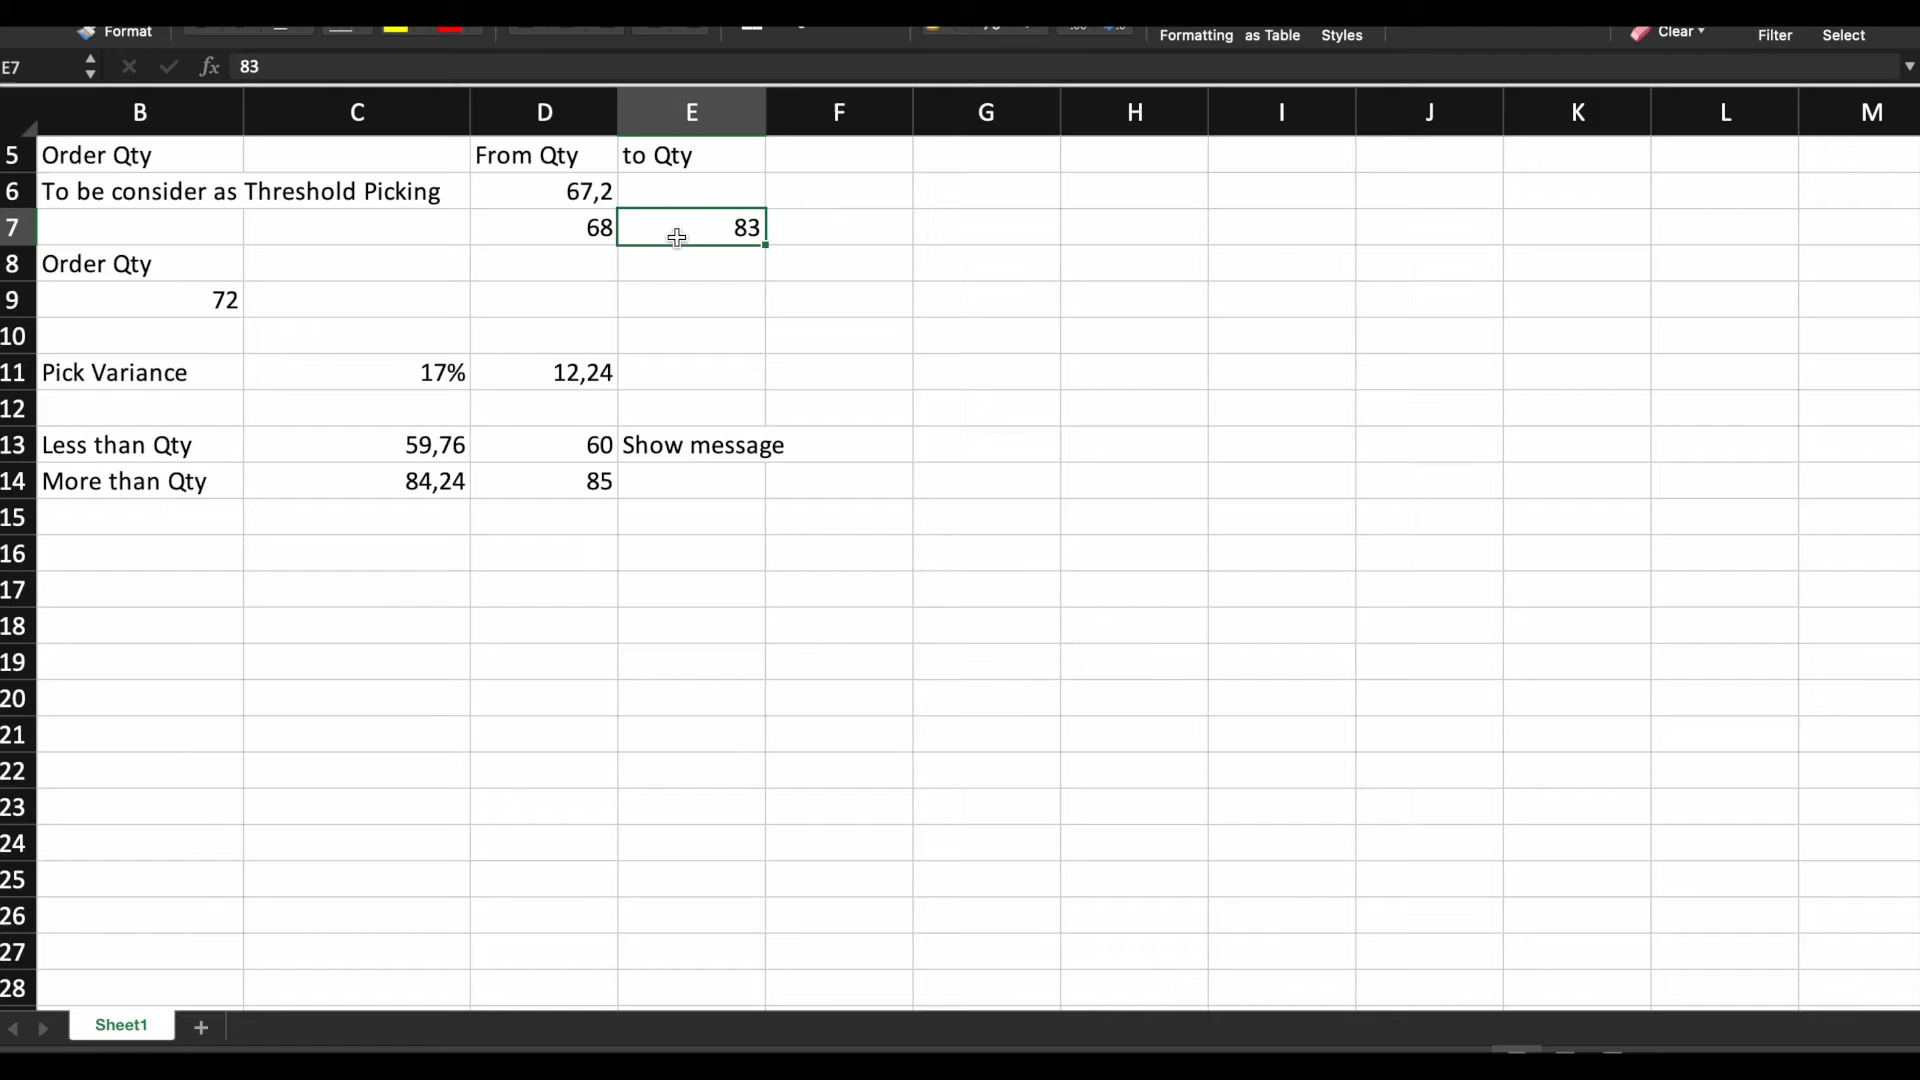 Format
Formatting as Table Styles Clear Filter Select
E7 fx 83
B C D E F G H I J K L M
5 Order Qty From Qty to Qty
6 To be consider as Threshold Picking 67,2
7 68 83
8 Order Qty
9 72
10
11 Pick Variance 17% 12,24
12
13 Less than Qty 59,76 60 Show message
14 More than Qty 84,24 85
15
16
17
18
19
20
21
22
23
24
25
26
27
28
Sheet1 +